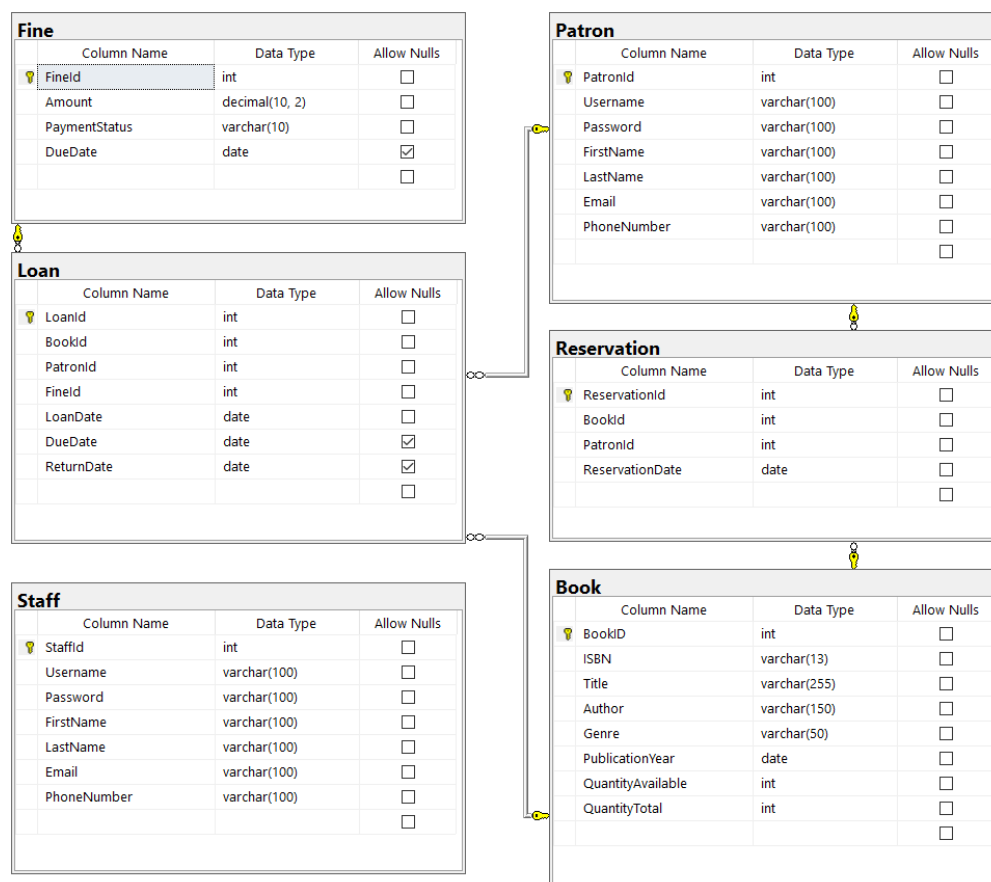 Fine
Column Name Data Type Allow Nulls
FineId int
Amount decimal(10, 2)
PaymentStatus varchar(10)
DueDate date
Loan
Column Name Data Type Allow Nulls
LoanId int
BookId int
PatronId int
FineId int
LoanDate date
DueDate date
ReturnDate date
Staff
Column Name Data Type Allow Nulls
StaffId int
Username varchar(100)
Password varchar(100)
FirstName varchar(100)
LastName varchar(100)
Email varchar(100)
PhoneNumber varchar(100)
Patron
Column Name Data Type Allow Nulls
PatronId int
Username varchar(100)
Password varchar(100)
FirstName varchar(100)
LastName varchar(100)
Email varchar(100)
PhoneNumber varchar(100)
Reservation
Column Name Data Type Allow Nulls
ReservationId int
BookId int
PatronId int
ReservationDate date
Book
Column Name Data Type Allow Nulls
BookID int
ISBN varchar(13)
Title varchar(255)
Author varchar(150)
Genre varchar(50)
PublicationYear date
QuantityAvailable int
QuantityTotal int